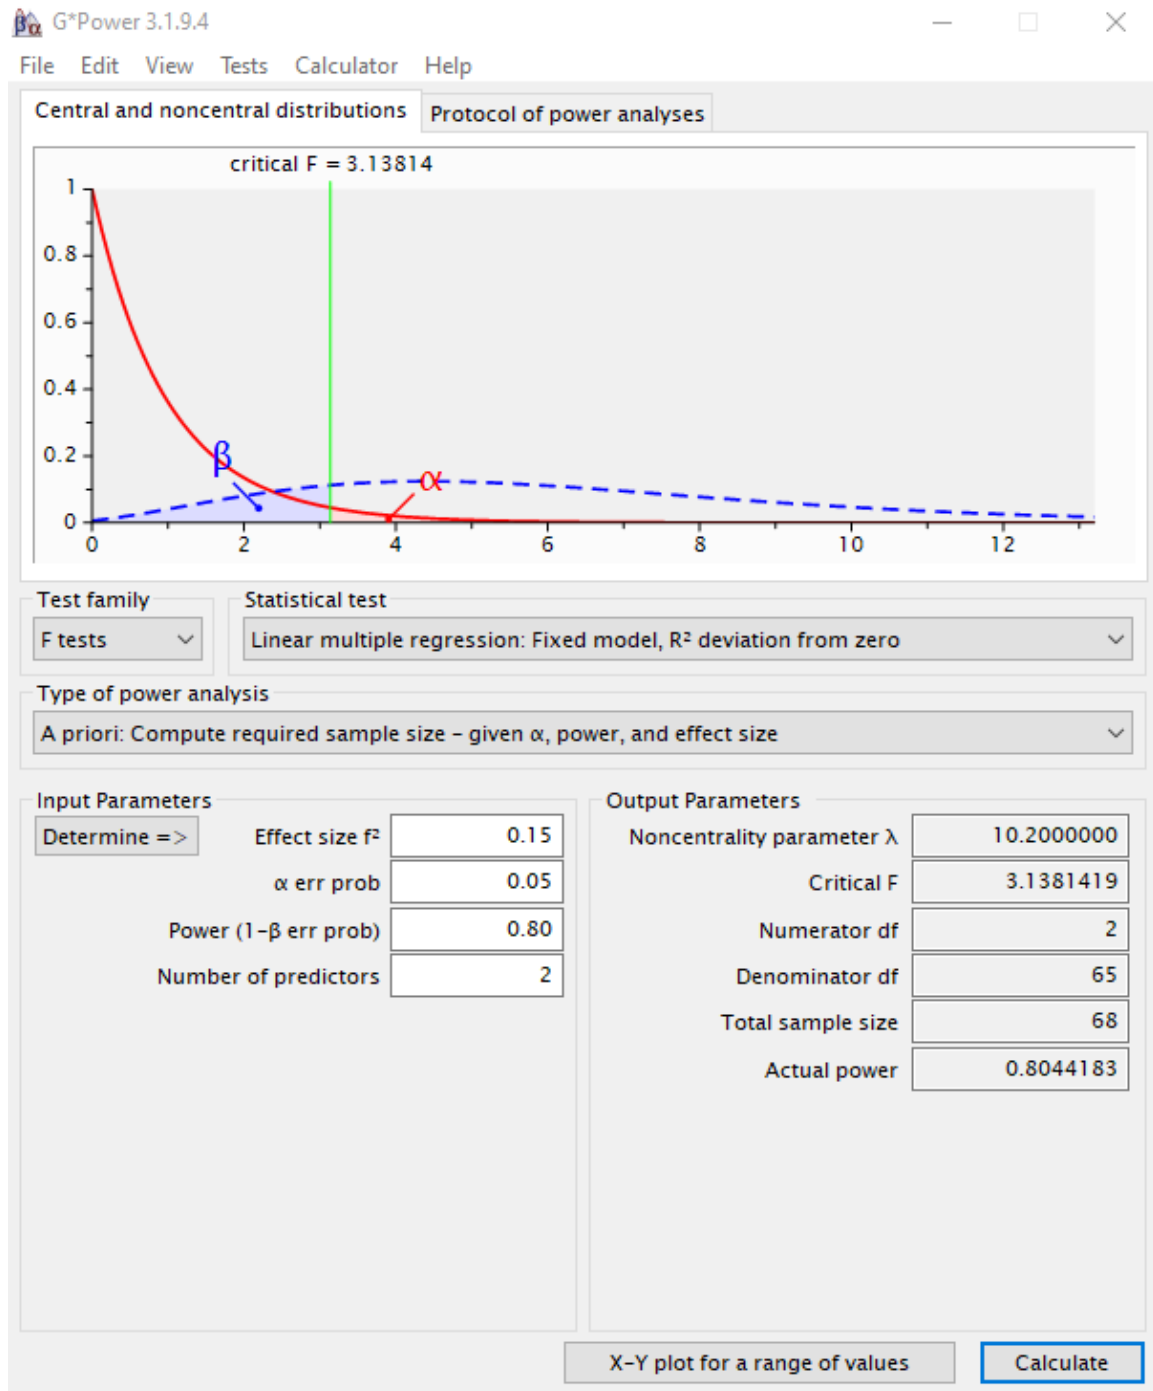 G*Power 3.1.9.4
File Edit View Tests Calculator Help
Central and noncentral distributions Protocol of power analyses
critical F = 3.13814
1
0.8
0.6
0.4
0.2
0
β
α
0 2 4 6 8 10 12
Test family Statistical test
F tests Linear multiple regression: Fixed model, R² deviation from zero
Type of power analysis
A priori: Compute required sample size – given α, power, and effect size
Input Parameters Output Parameters
Determine => Effect size f² 0.15 Noncentrality parameter λ 10.2000000
α err prob 0.05 Critical F 3.1381419
Power (1-β err prob) 0.80 Numerator df 2
Number of predictors 2 Denominator df 65
Total sample size 68
Actual power 0.8044183
X-Y plot for a range of values Calculate